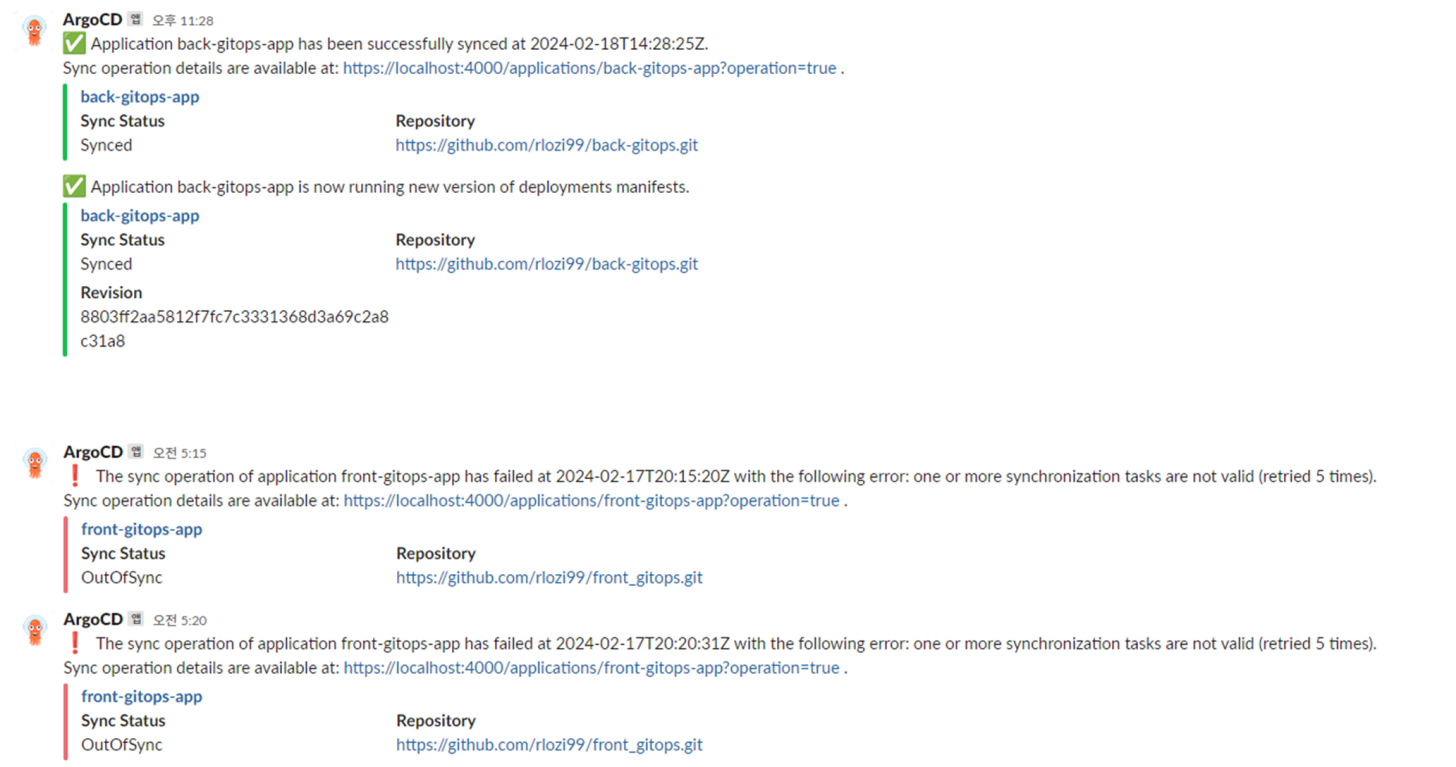 ArgoCD 앱 오후 11:28
✅ Application back-gitops-app has been successfully synced at 2024-02-18T14:28:25Z.
Sync operation details are available at: https://localhost:4000/applications/back-gitops-app?operation=true .
back-gitops-app
Sync Status Repository
Synced https://github.com/rlozi99/back-gitops.git
✅ Application back-gitops-app is now running new version of deployments manifests.
back-gitops-app
Sync Status Repository
Synced https://github.com/rlozi99/back-gitops.git
Revision
8803ff2aa5812f7fc7c3331368d3a69c2a8
c31a8
ArgoCD 앱 오전 5:15
❗ The sync operation of application front-gitops-app has failed at 2024-02-17T20:15:20Z with the following error: one or more synchronization tasks are not valid (retried 5 times).
Sync operation details are available at: https://localhost:4000/applications/front-gitops-app?operation=true .
front-gitops-app
Sync Status Repository
OutOfSync https://github.com/rlozi99/front_gitops.git
ArgoCD 앱 오전 5:20
❗ The sync operation of application front-gitops-app has failed at 2024-02-17T20:20:31Z with the following error: one or more synchronization tasks are not valid (retried 5 times).
Sync operation details are available at: https://localhost:4000/applications/front-gitops-app?operation=true .
front-gitops-app
Sync Status Repository
OutOfSync https://github.com/rlozi99/front_gitops.git